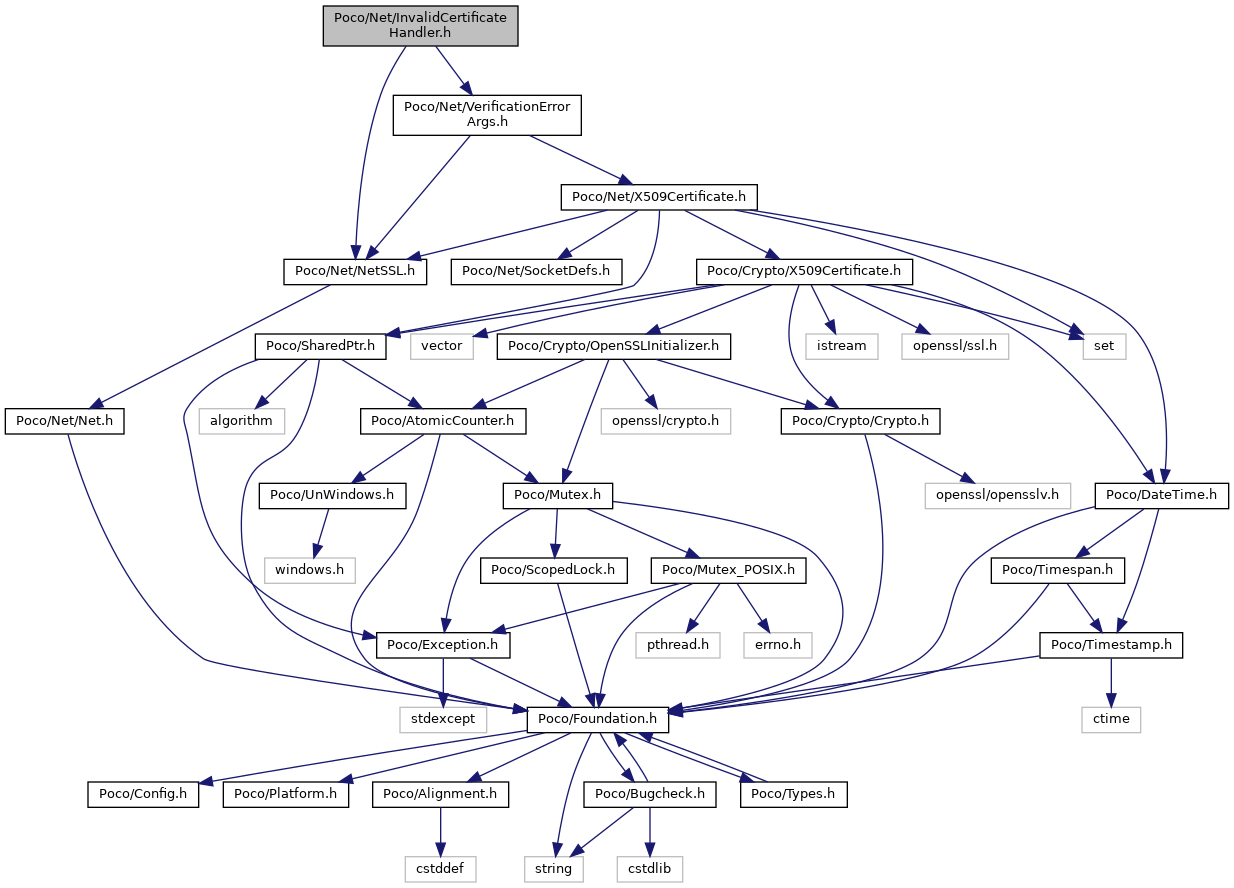 Poco/Net/InvalidCertificate
Handler.h
Poco/Net/VerificationError
Args.h
Poco/Net/X509Certificate.h
Poco/Net/NetSSL.h
Poco/Net/SocketDefs.h
Poco/Crypto/X509Certificate.h
Poco/SharedPtr.h
vector
Poco/Crypto/OpenSSLInitializer.h
istream
openssl/ssl.h
set
Poco/Net/Net.h
algorithm
Poco/AtomicCounter.h
openssl/crypto.h
Poco/Crypto/Crypto.h
Poco/UnWindows.h
Poco/Mutex.h
openssl/opensslv.h
Poco/DateTime.h
windows.h
Poco/ScopedLock.h
Poco/Mutex_POSIX.h
Poco/Timespan.h
Poco/Exception.h
pthread.h
errno.h
Poco/Timestamp.h
stdexcept
Poco/Foundation.h
ctime
Poco/Config.h
Poco/Platform.h
Poco/Alignment.h
Poco/Bugcheck.h
Poco/Types.h
cstddef
string
cstdlib